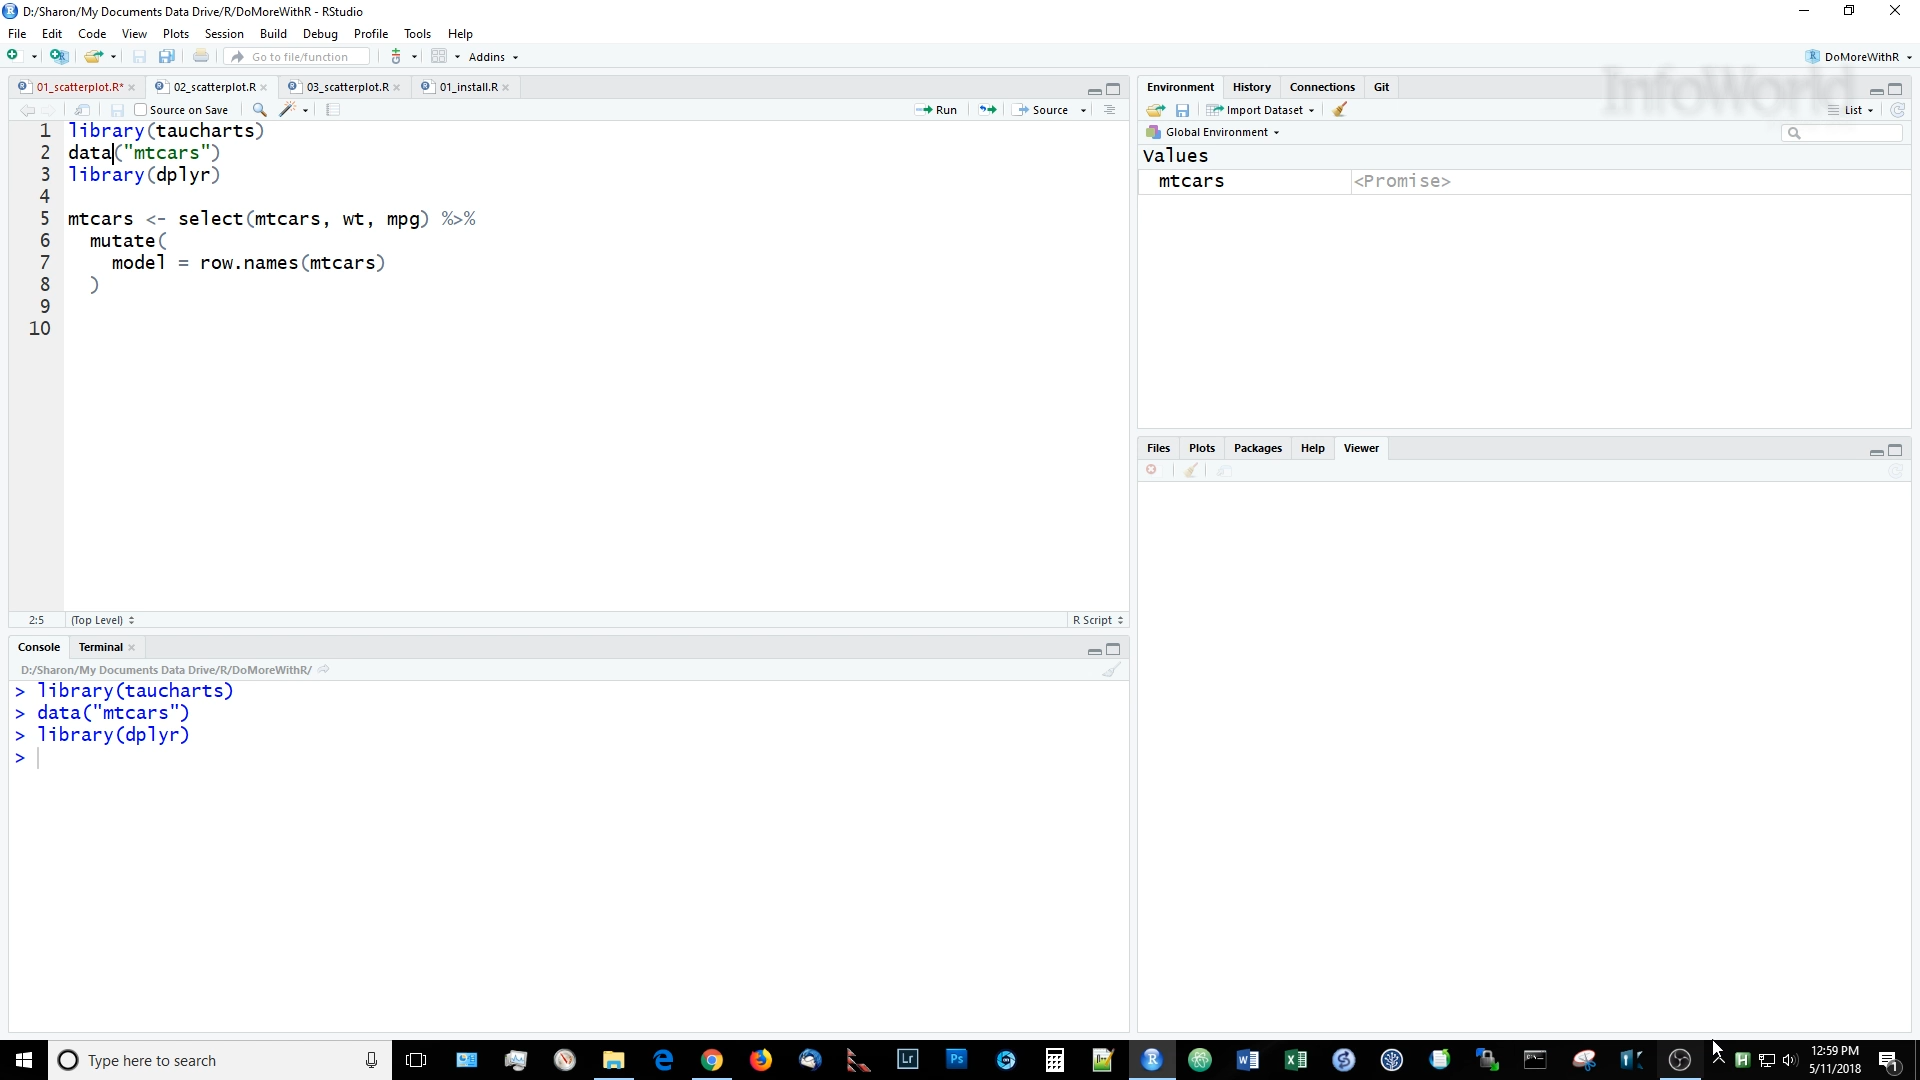 D:/Sharon/My Documents Data Drive/R/DoMoreWithR - RStudio
File Edit Code View Plots Session Build Debug Profile Tools Help
Go to file/function Addins DoMoreWithR
01_scatterplot.R* 02_scatterplot.R 03_scatterplot.R 01_install.R
Source on Save Run Source
1 library(taucharts)
2 data("mtcars")
3 library(dplyr)
4
5 mtcars <- select(mtcars, wt, mpg) %>%
6 mutate(
7 model = row.names(mtcars)
8 )
9
10
2:5 (Top Level) R Script
Console Terminal
D:/Sharon/My Documents Data Drive/R/DoMoreWithR/
> library(taucharts)
> data("mtcars")
> library(dplyr)
>
Environment History Connections Git
InfoWorld
Import Dataset List
Global Environment
Values
mtcars <Promise>
Files Plots Packages Help Viewer
Type here to search
Lr Ps
12:59 PM
5/11/2018
1